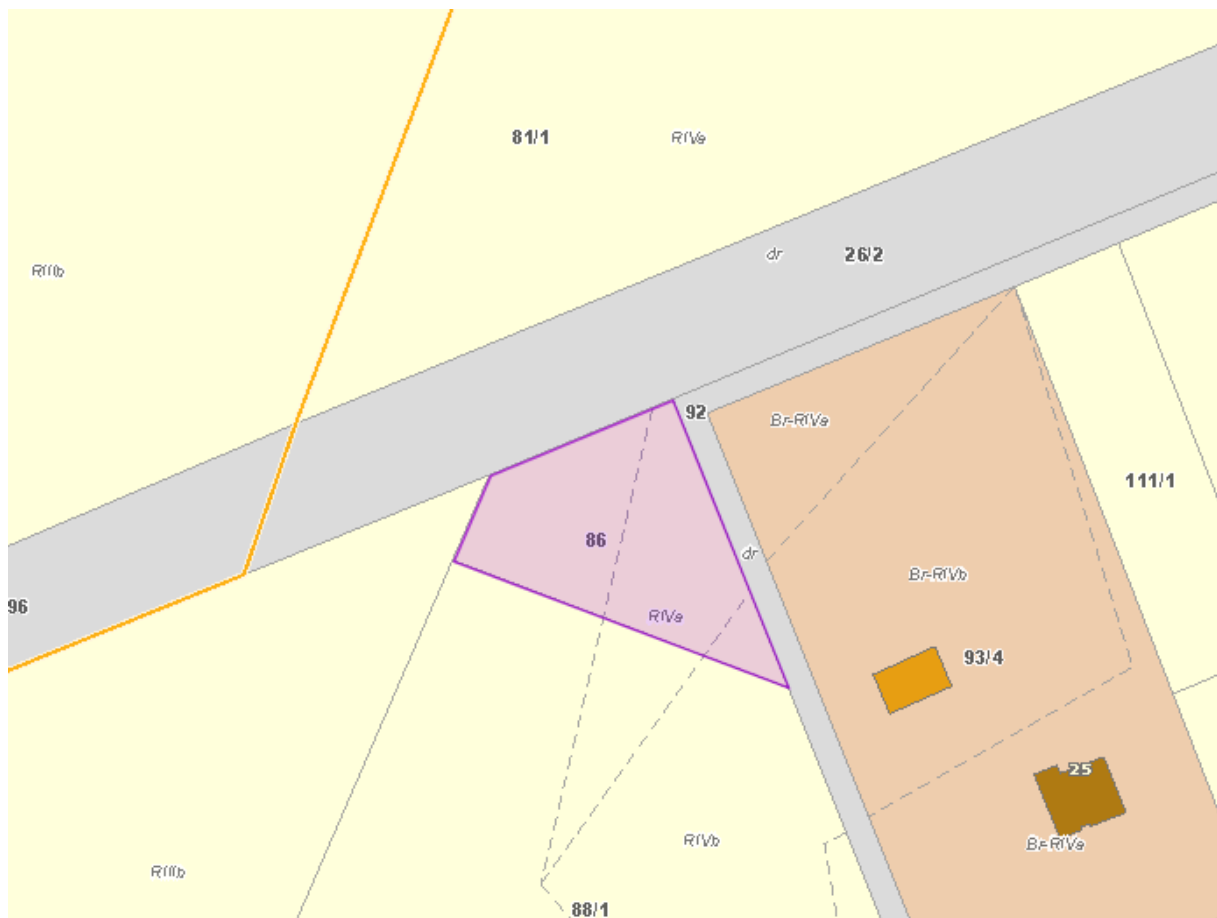 81/1
RIVa
RIIIb
dr
26/2
92
Br-RIVa
111/1
86
dr
Br-RIVb
96
RIVa
93/4
25
RIVb
Br-RIVa
RIIIb
88/1